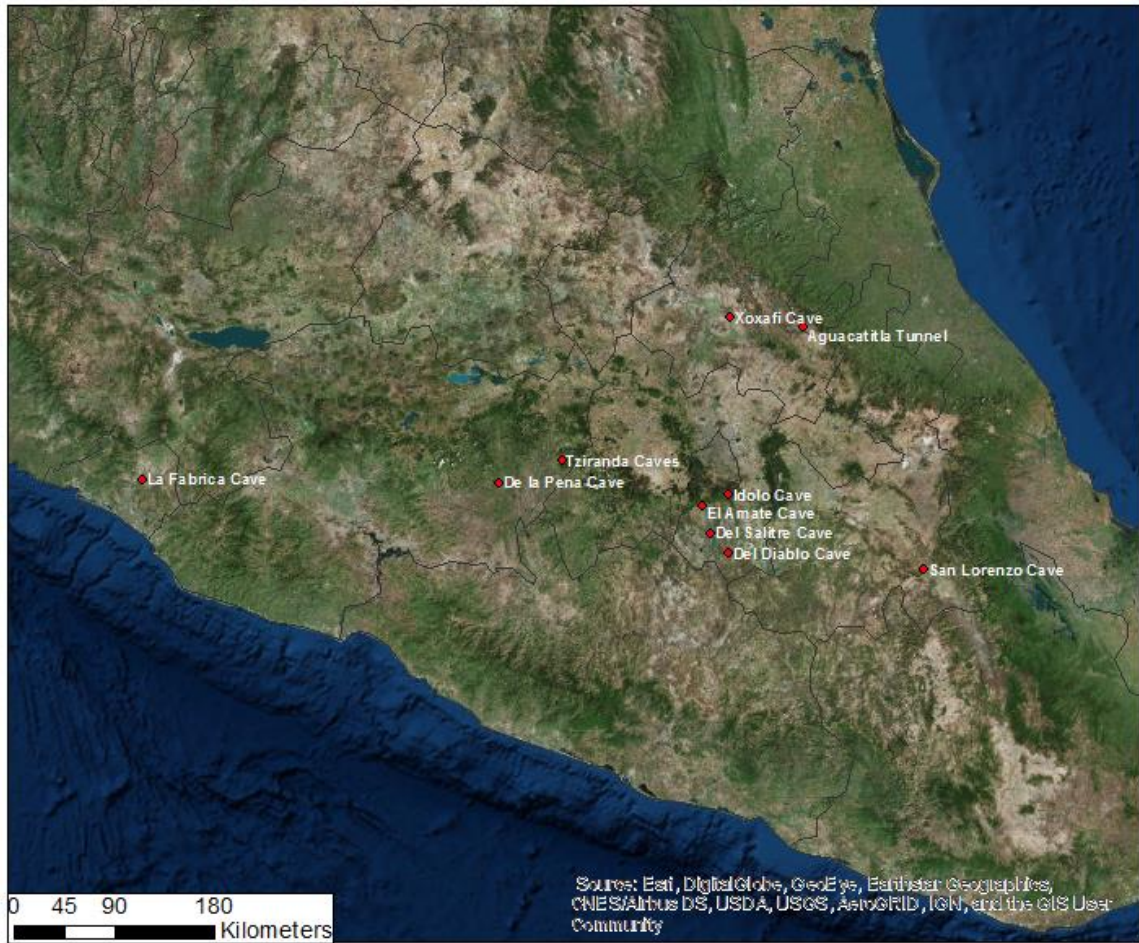 Xoxafi Cave
Aguacatitla Tunnel
Tziranda Caves
La Fabrica Cave
De la Pena Cave
Idolo Cave
El Amate Cave
Del Salitre Cave
Del Diablo Cave
San Lorenzo Cave
Source: Esri, DigitalGlobe, GeoEye, Earthstar Geographics,
CNES/Airbus DS, USDA, USGS, AeroGRID, IGN, and the GIS User
Community
0 45 90 180
Kilometers